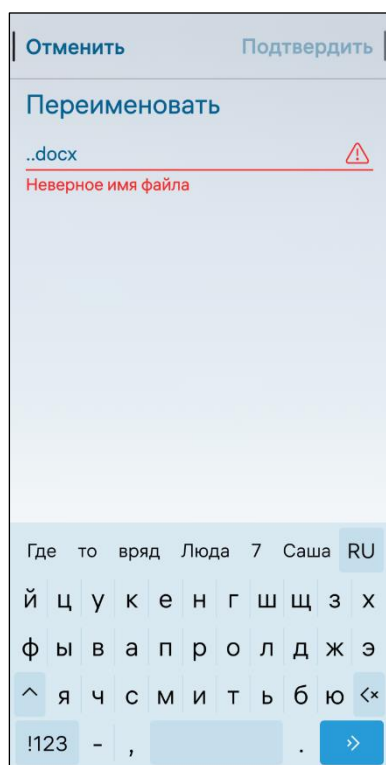 Отменить Подтвердить
Переименовать
..docx
Неверное имя файла
Где то вряд Люда 7 Саша RU
й ц у к е н г ш щ з х
ф ы в а п р о л д ж э
я ч с м и т ь б ю
!123 - , .